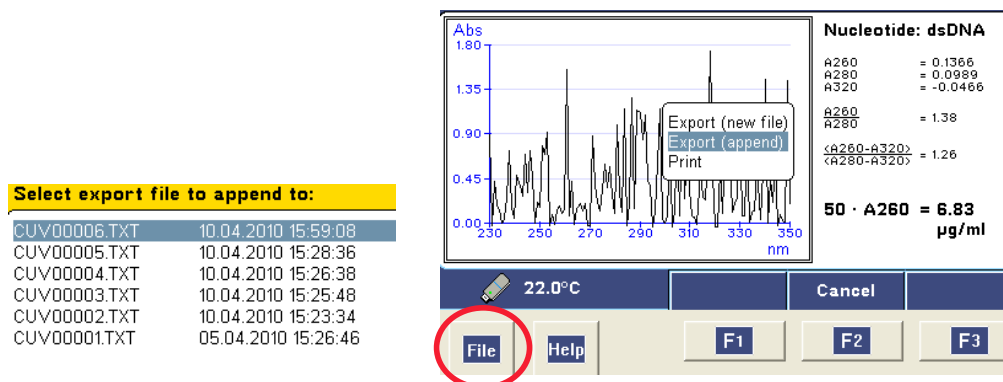 Select export file to append to:
CUV00006.TXT 10.04.2010 15:59:08
CUV00005.TXT 10.04.2010 15:28:36
CUV00004.TXT 10.04.2010 15:26:38
CUV00003.TXT 10.04.2010 15:25:48
CUV00002.TXT 10.04.2010 15:23:34
CUV00001.TXT 05.04.2010 15:26:46
Abs
1.80
1.35
0.90
0.45
0.00
230 250 270 290 310 330 350
nm
Export (new file)
Export (append)
Print
Nucleotide: dsDNA
A260 = 0.1366
A280 = 0.0989
A320 = -0.0466
A260
A280 = 1.38
(A260-A320)
(A280-A320) = 1.26
50 · A260 = 6.83
µg/ml
22.0°C
Cancel
File Help F1 F2 F3